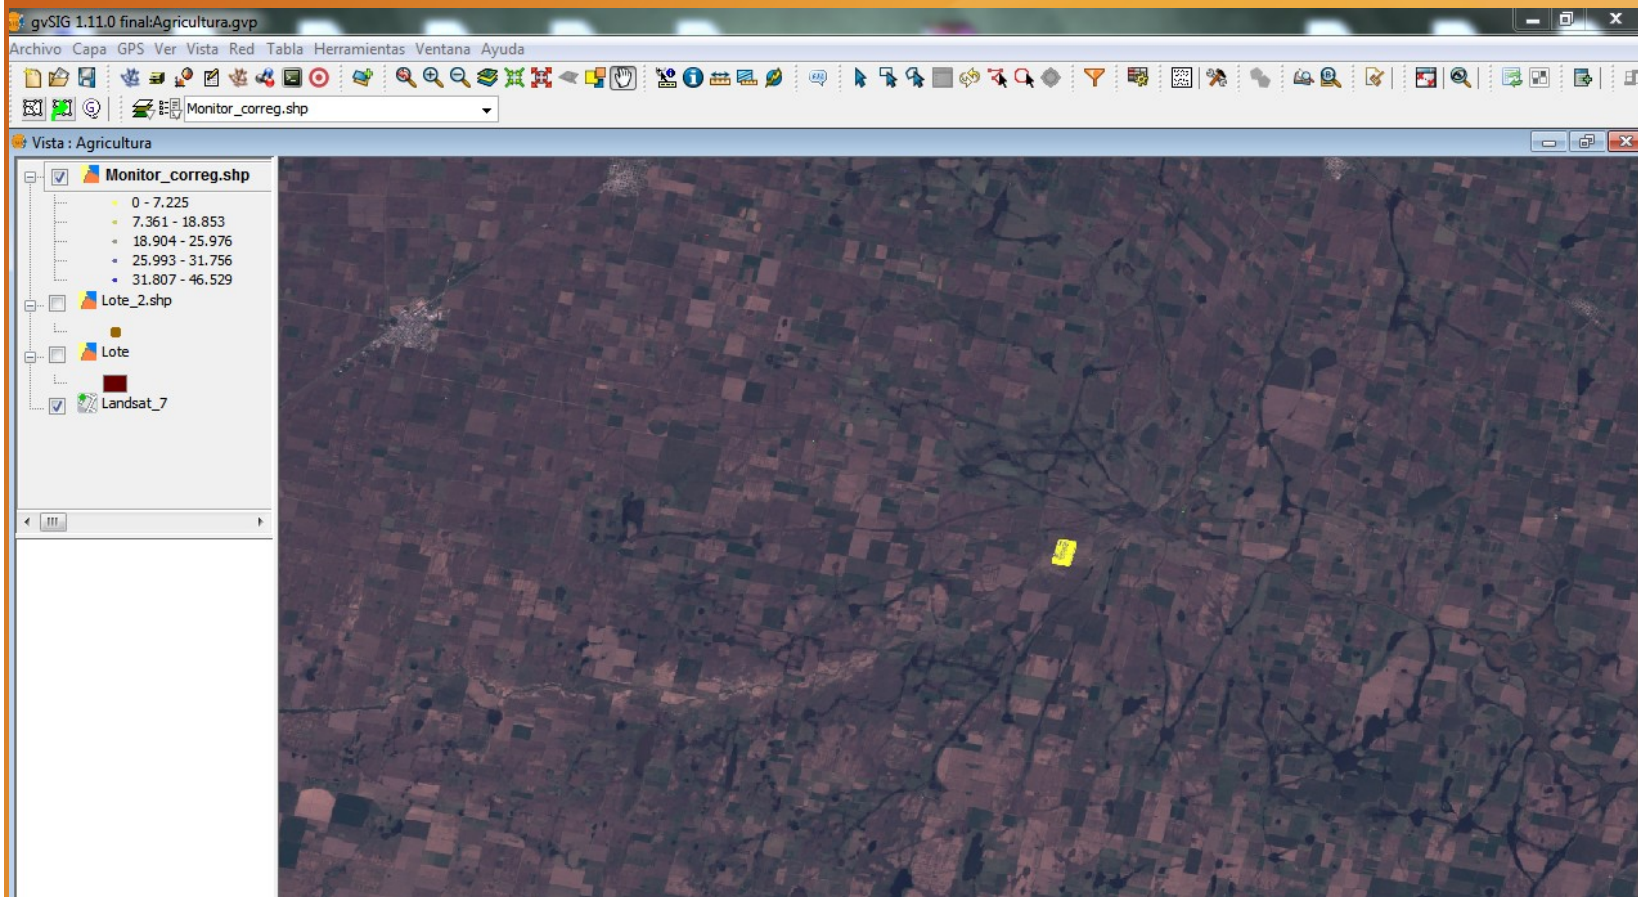 gvSIG 1.11.0 final:Agricultura.gvp
Archivo Capa GPS Ver Vista Red Tabla Herramientas Ventana Ayuda
Monitor_correg.shp
Vista : Agricultura
Monitor_correg.shp
0 - 7.225
7.361 - 18.853
18.904 - 25.976
25.993 - 31.756
31.807 - 46.529
Lote_2.shp
Lote
Landsat_7